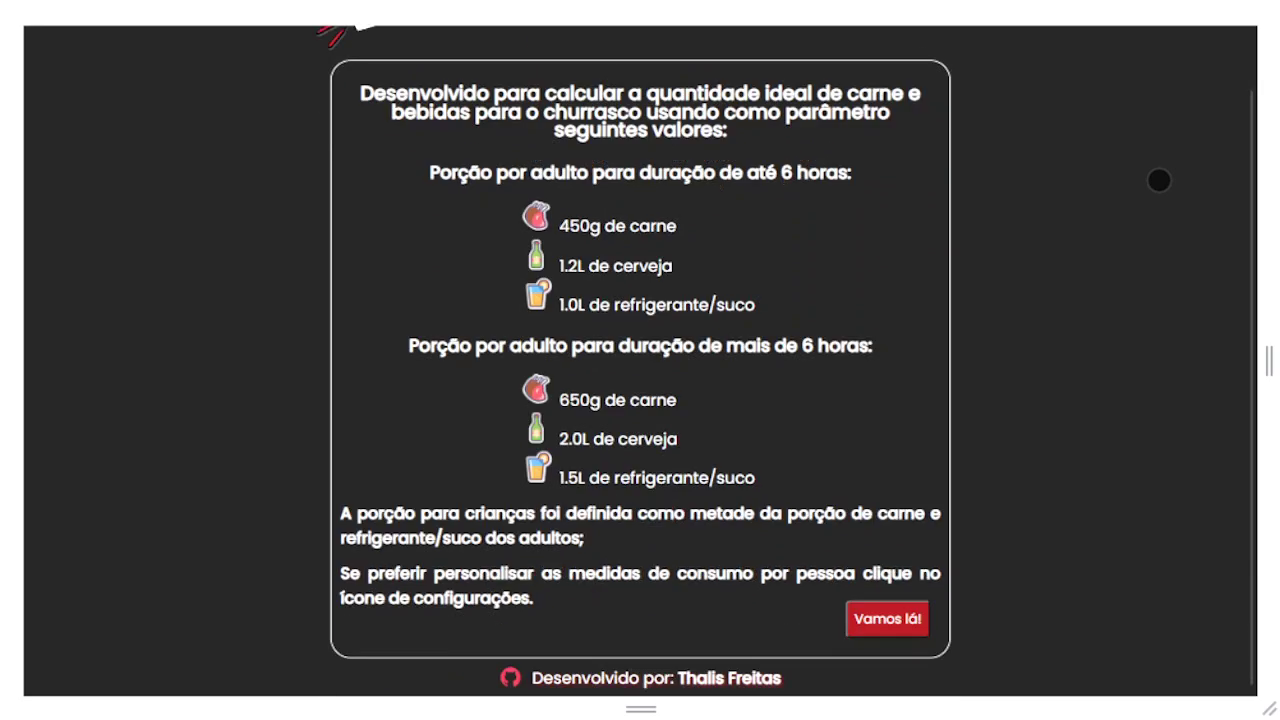 Desenvolvido para calcular a quantidade ideal de carne e
bebidas para o churrasco usando como parâmetro
seguintes valores:
Porção por adulto para duração de até 6 horas:
450g de carne
1.2L de cerveja
1.0L de refrigerante/suco
Porção por adulto para duração de mais de 6 horas:
650g de carne
2.0L de cerveja
1.5L de refrigerante/suco
A porção para crianças foi definida como metade da porção de carne e
refrigerante/suco dos adultos;
Se preferir personalisar as medidas de consumo por pessoa clique no
ícone de configurações.
Vamos lá!
Desenvolvido por: Thalis Freitas